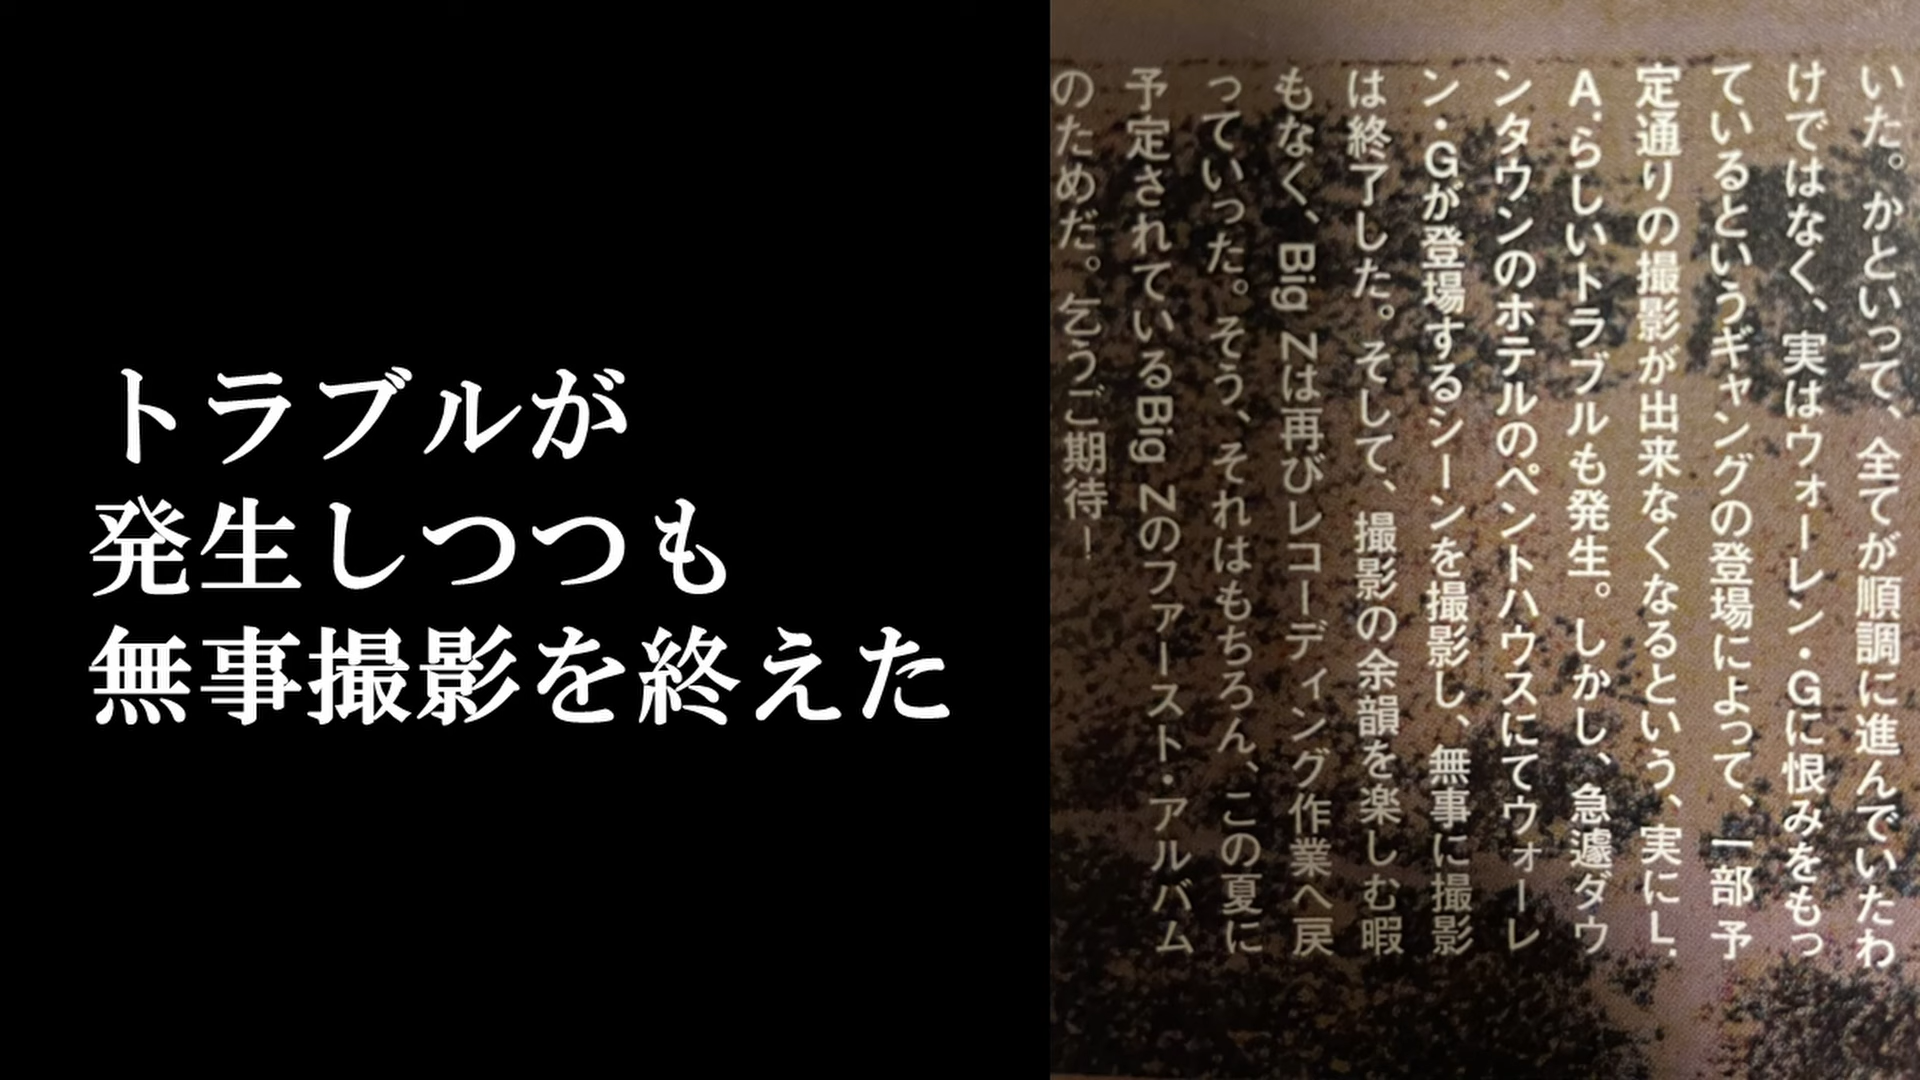 トラブルが
発生しつつも
無事撮影を終えた
いた。かといって、全てが順調に進んでいたわ
けではなく、実はウォーレン・Gに恨みをもっ
ているというギャングの登場によって、一部予
定通りの撮影が出来なくなるという、実にL.
A.らしいトラブルも発生。しかし、急遽ダウ
ンタウンのホテルのペントハウスにてウォーレ
ン・Gが登場するシーンを撮影し、無事に撮影
は終了した。そして、撮影の余韻を楽しむ暇
もなく、Big Zは再びレコーディング作業へ戻
っていった。そう、それはもちろん、この夏に
予定されているBig Zのファースト・アルバム
のためだ。乞うご期待！